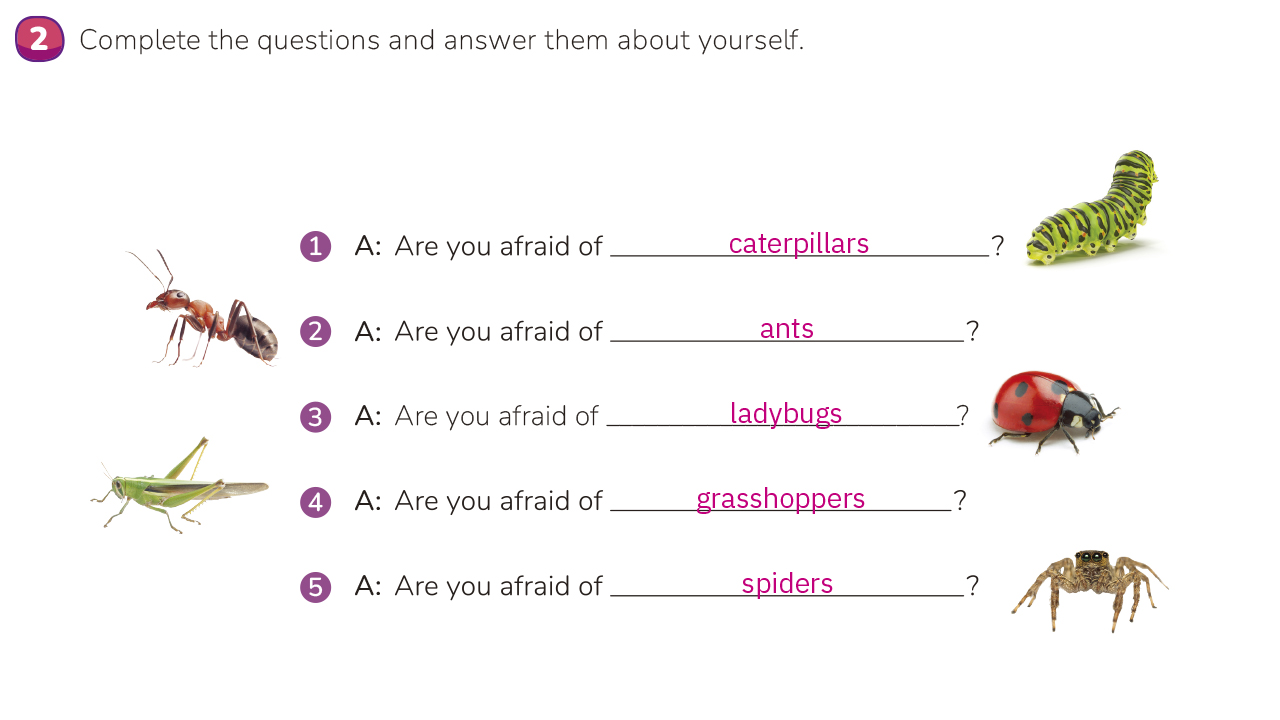 2 Complete the questions and answer them about yourself.
1 A: Are you afraid of caterpillars?
2 A: Are you afraid of ants?
3 A: Are you afraid of ladybugs?
4 A: Are you afraid of grasshoppers?
5 A: Are you afraid of spiders?